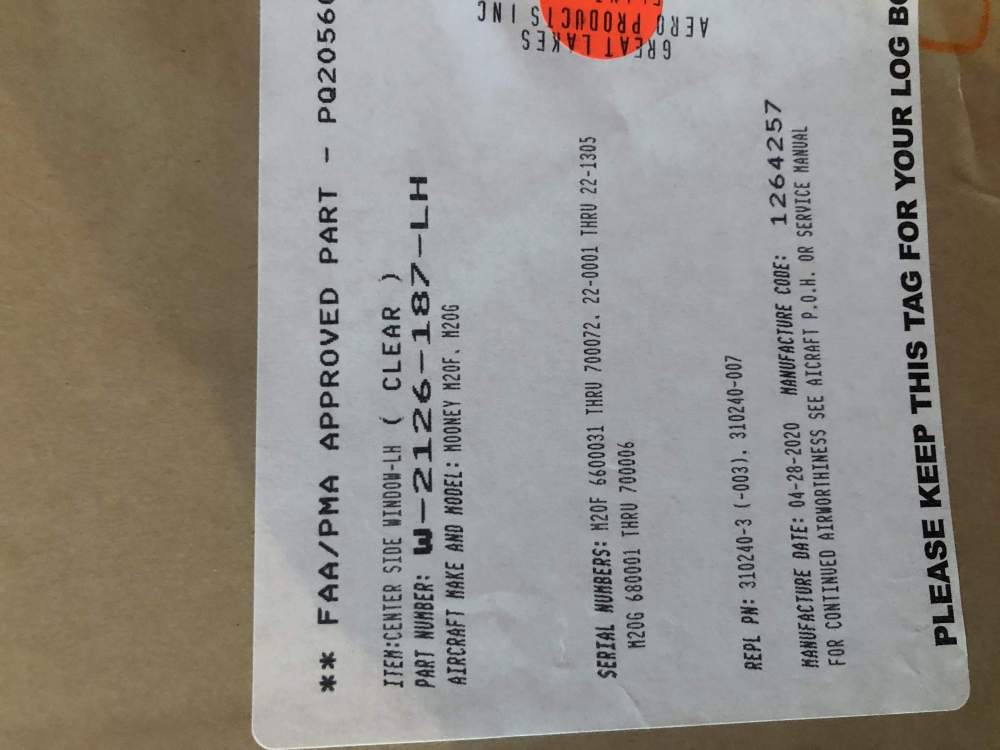 ** FAA/PMA APPROVED PART - PQ2056
ITEM:CENTER SIDE WINDOW-LH ( CLEAR )
PART NUMBER: W-2126-187-LH
AIRCRAFT MAKE AND MODEL: MOONEY M20F, M20G
SERIAL NUMBERS: M20F 6600031 THRU 700072, 22-0001 THRU 22-1305
M20G 680001 THRU 700006
REPL PN: 310240-3 (-003), 310240-007
MANUFACTURE DATE: 04-28-2020 MANUFACTURE CODE: 1264257
FOR CONTINUED AIRWORTHINESS SEE AICRAFT P.O.H. OR SERVICE MANUAL
PLEASE KEEP THIS TAG FOR YOUR LOG BO
GREAT LAKES
AERO PRODUCTS INC